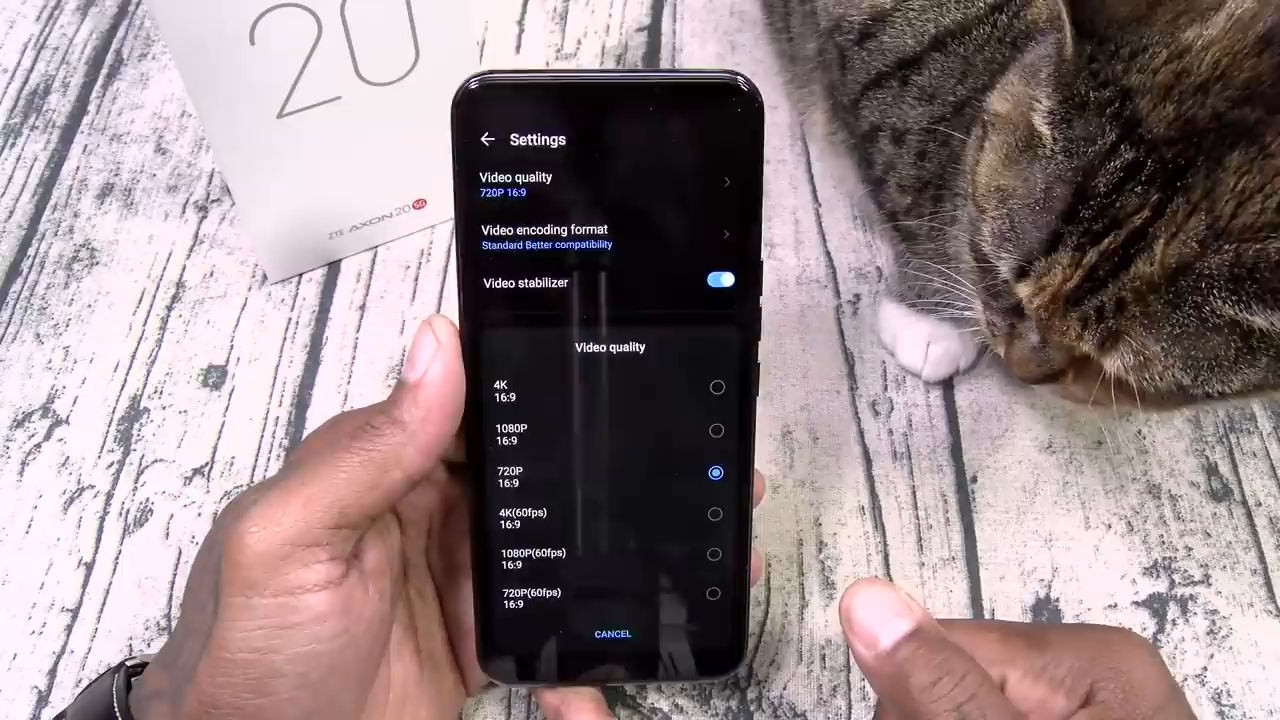 20
ZTE AXON 20 5G
Settings
Video quality
720P 16:9
Video encoding format
Standard Better compatibility
Video stabilizer
Video quality
4K
16:9
1080P
16:9
720P
16:9
4K(60fps)
16:9
1080P(60fps)
16:9
720P(60fps)
16:9
CANCEL